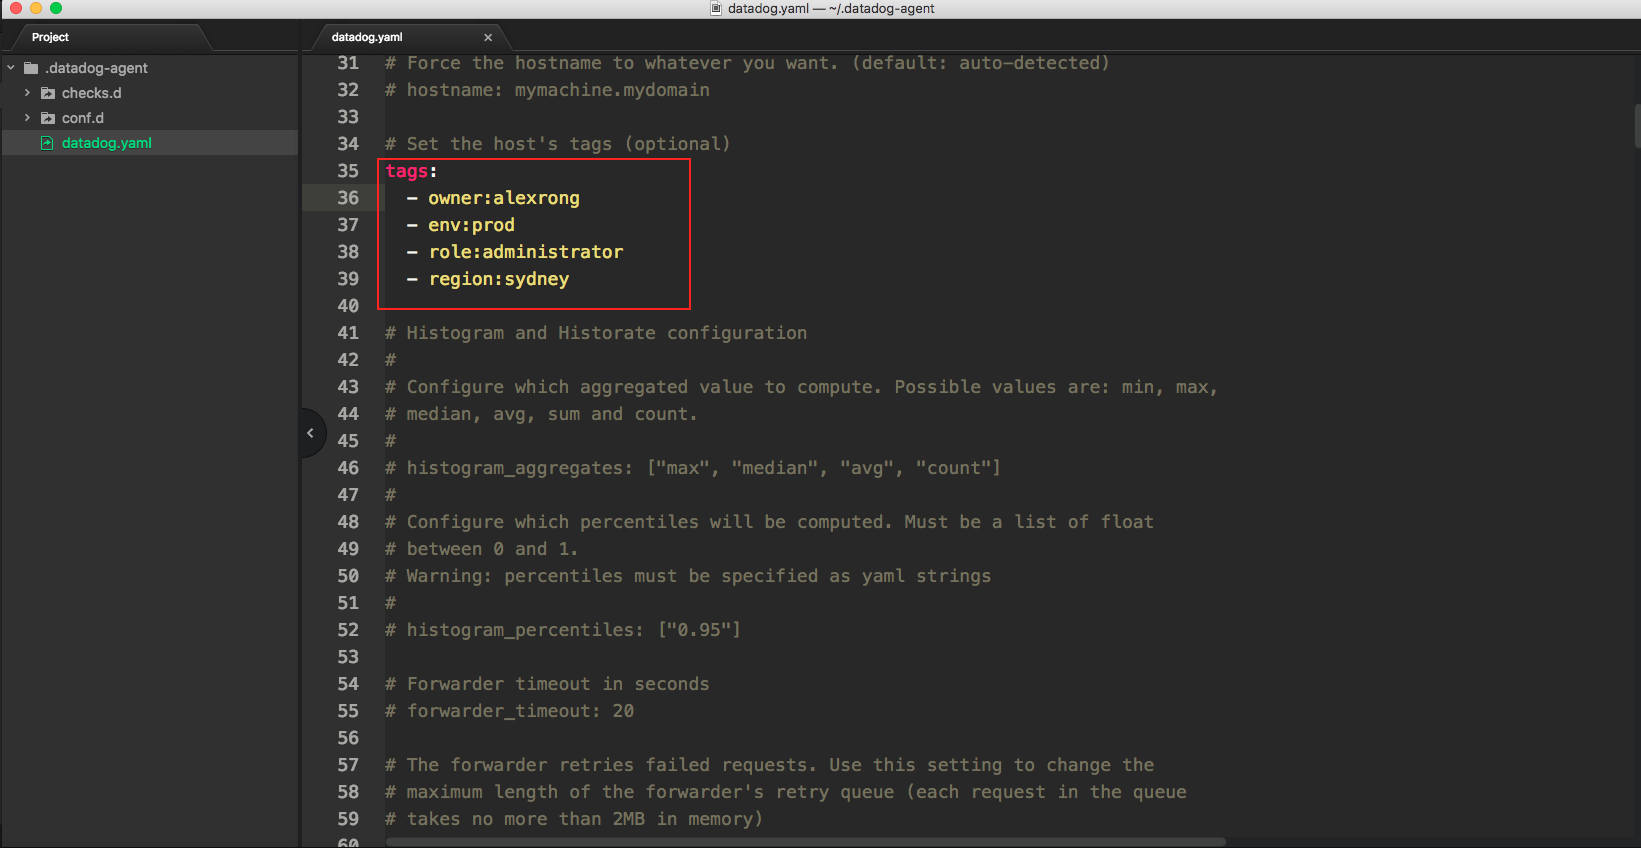 datadog.yaml — ~/.datadog-agent
Project
.datadog-agent
checks.d
conf.d
datadog.yaml
datadog.yaml
31 # Force the hostname to whatever you want. (default: auto-detected)
32 # hostname: mymachine.mydomain
33
34 # Set the host's tags (optional)
35 tags:
36 - owner:alexrong
37 - env:prod
38 - role:administrator
39 - region:sydney
40
41 # Histogram and Historate configuration
42 #
43 # Configure which aggregated value to compute. Possible values are: min, max,
44 # median, avg, sum and count.
45 #
46 # histogram_aggregates: ["max", "median", "avg", "count"]
47 #
48 # Configure which percentiles will be computed. Must be a list of float
49 # between 0 and 1.
50 # Warning: percentiles must be specified as yaml strings
51 #
52 # histogram_percentiles: ["0.95"]
53
54 # Forwarder timeout in seconds
55 # forwarder_timeout: 20
56
57 # The forwarder retries failed requests. Use this setting to change the
58 # maximum length of the forwarder's retry queue (each request in the queue
59 # takes no more than 2MB in memory)
60